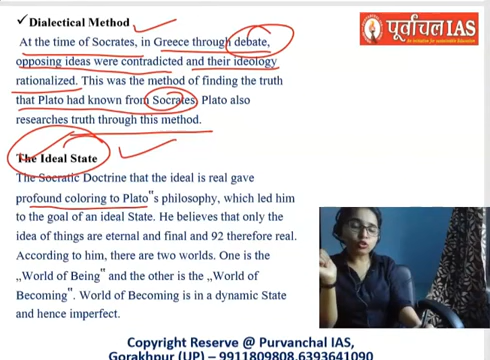 ✓ Dialectical Method
पूर्वांचल IAS
At the time of Socrates, in Greece through debate,
opposing ideas were contradicted and their ideology
rationalized. This was the method of finding the truth
that Plato had known from Socrates, Plato also
researches truth through this method.
The Ideal State
The Socratic Doctrine that the ideal is real gave
profound coloring to Plato"s philosophy, which led him
to the goal of an ideal State. He believes that only the
idea of things are eternal and final and 92 therefore real.
According to him, there are two worlds. One is the
„World of Being" and the other is the „World of
Becoming". World of Becoming is in a dynamic State
and hence imperfect.
Copyright Reserve @ Purvanchal IAS,
Gorakhpur (UP) – 9911809808,6393641090